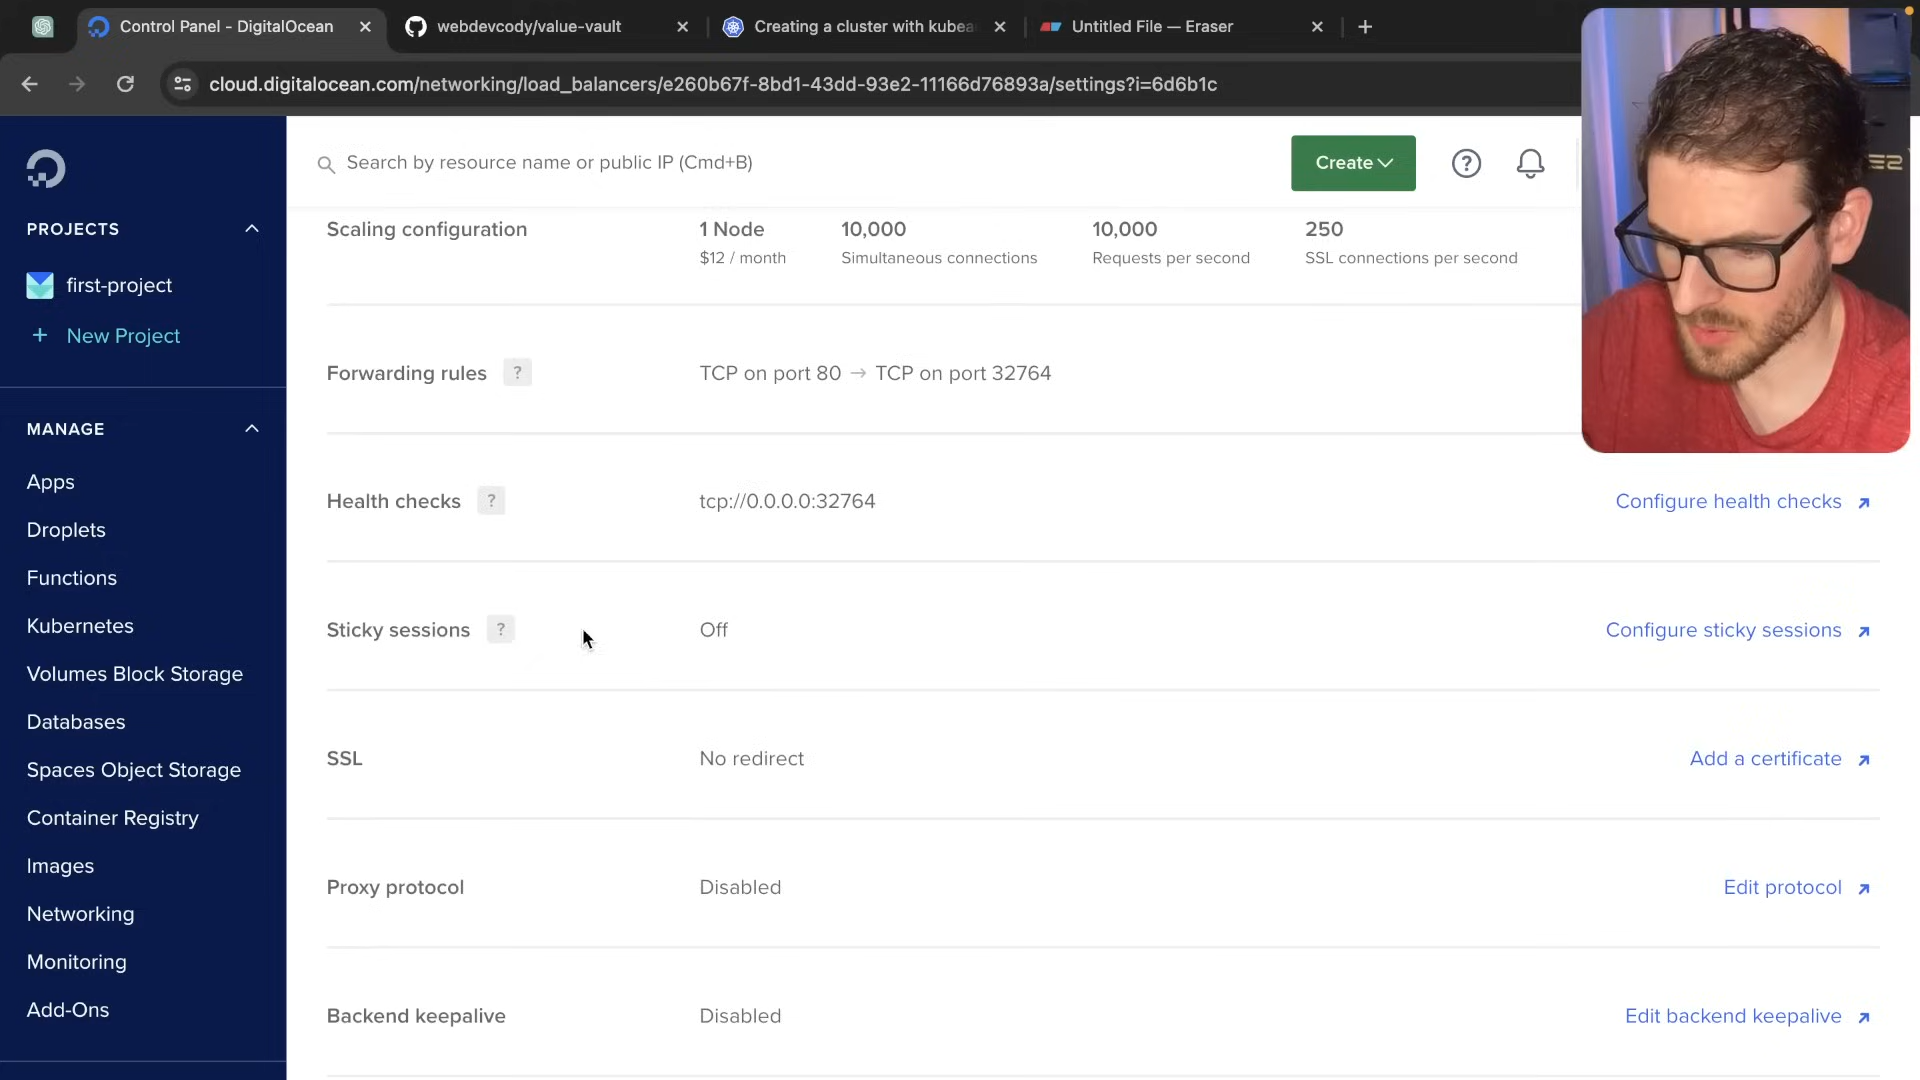 Control Panel - DigitalOcean
webdevcody/value-vault
Creating a cluster with kubea
Untitled File — Eraser
cloud.digitalocean.com/networking/load_balancers/e260b67f-8bd1-43dd-93e2-11166d76893a/settings?i=6d6b1c
Search by resource name or public IP (Cmd+B)
Create
PROJECTS
first-project
+ New Project
MANAGE
Apps
Droplets
Functions
Kubernetes
Volumes Block Storage
Databases
Spaces Object Storage
Container Registry
Images
Networking
Monitoring
Add-Ons
Scaling configuration
1 Node
$12 / month
10,000
Simultaneous connections
10,000
Requests per second
250
SSL connections per second
Forwarding rules ?
TCP on port 80 → TCP on port 32764
Health checks ?
tcp://0.0.0.0:32764
Configure health checks
Sticky sessions ?
Off
Configure sticky sessions
SSL
No redirect
Add a certificate
Proxy protocol
Disabled
Edit protocol
Backend keepalive
Disabled
Edit backend keepalive